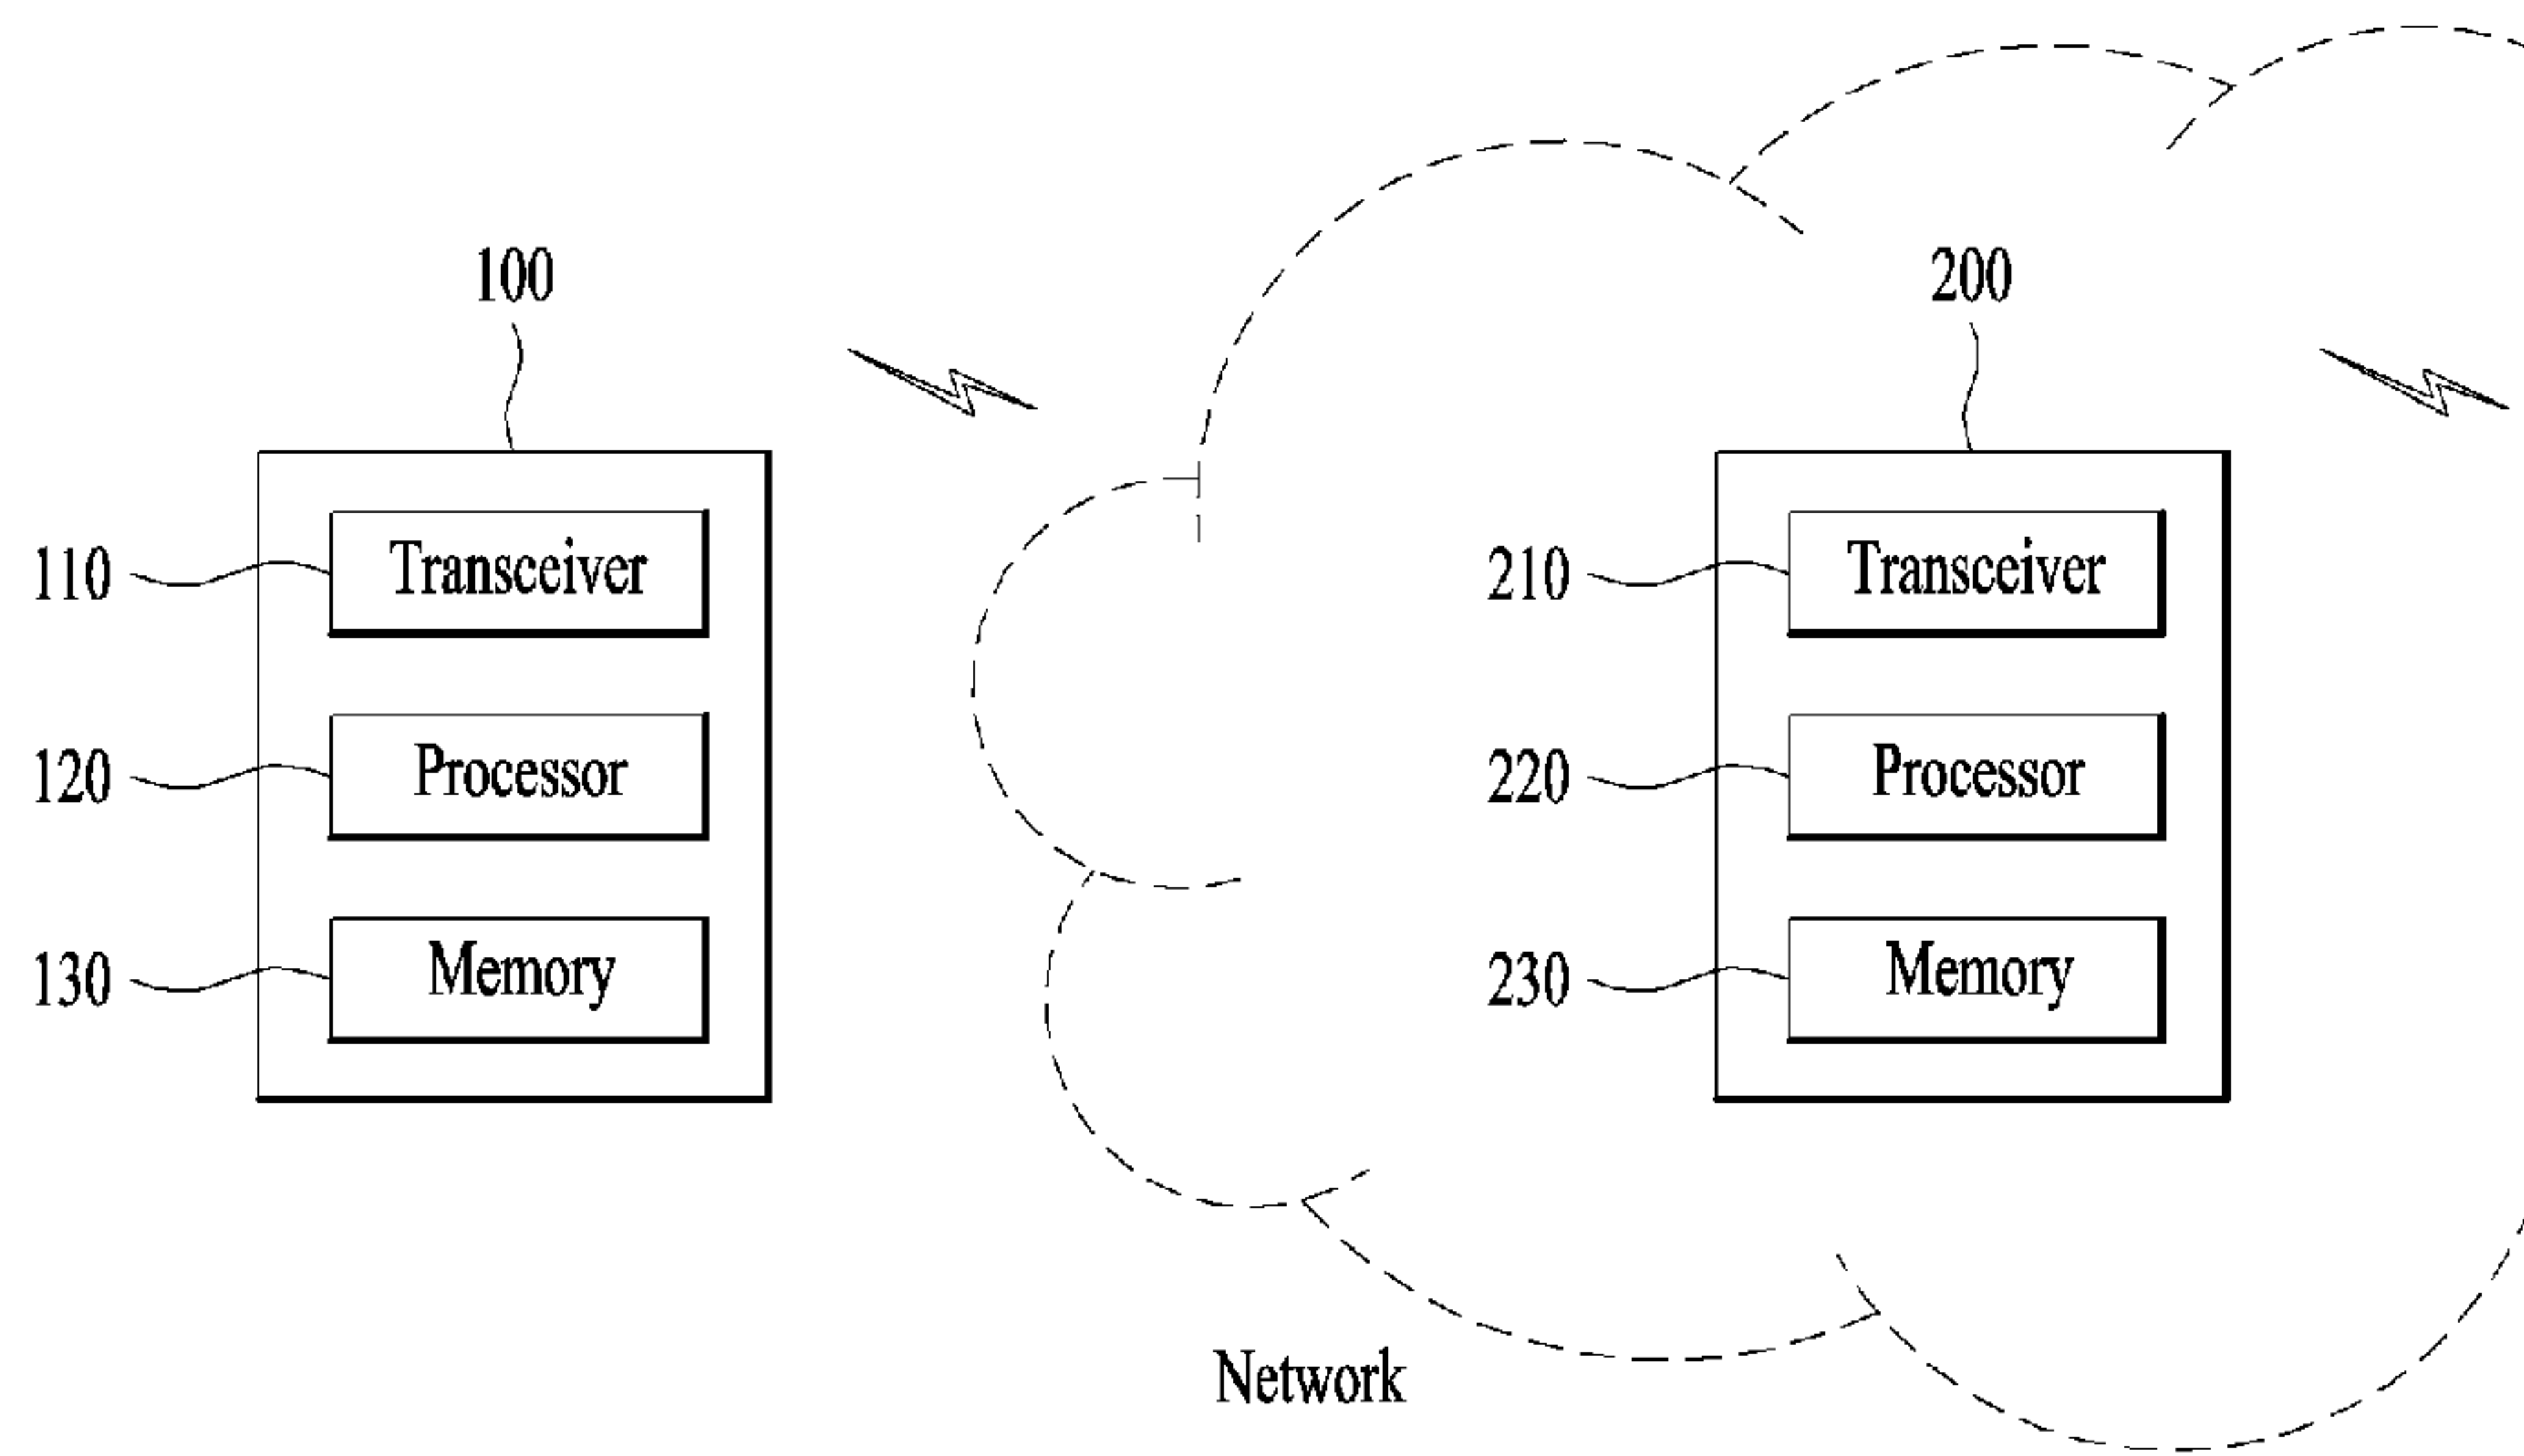 100
200
110
Transceiver
210
Transceiver
120
Processor
220
Processor
130
Memory
230
Memory
Network